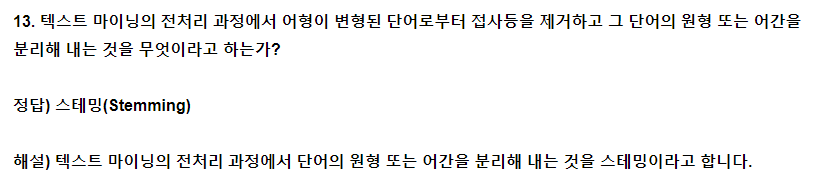 13. 텍스트 마이닝의 전처리 과정에서 어형이 변형된 단어로부터 접사등을 제거하고 그 단어의 원형 또는 어간을
분리해 내는 것을 무엇이라고 하는가?
정답) 스테밍(Stemming)
해설) 텍스트 마이닝의 전처리 과정에서 단어의 원형 또는 어간을 분리해 내는 것을 스테밍이라고 합니다.